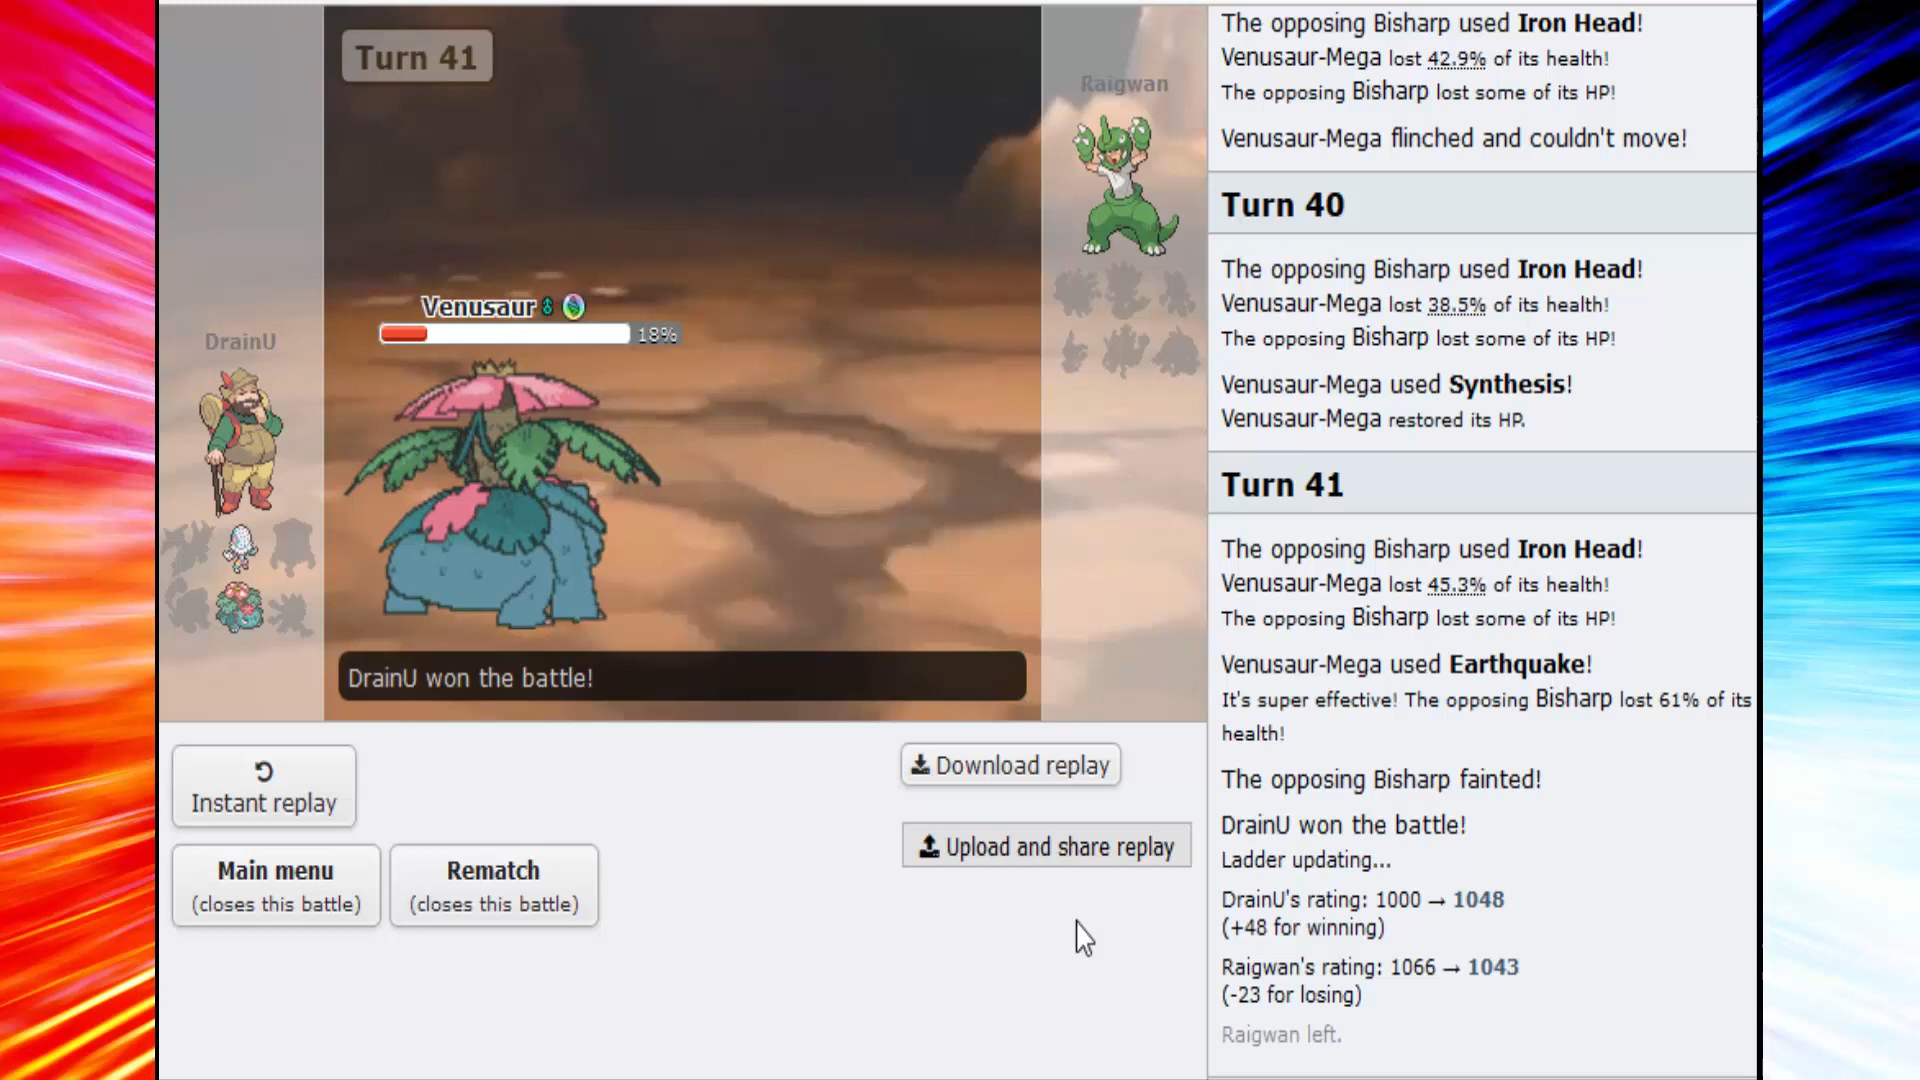 Turn 41
Raigwan
Venusaur
18%
DrainU
DrainU won the battle!
Instant replay
Download replay
Upload and share replay
Main menu
(closes this battle)
Rematch
(closes this battle)
The opposing Bisharp used Iron Head!
Venusaur-Mega lost 42.9% of its health!
The opposing Bisharp lost some of its HP!
Venusaur-Mega flinched and couldn't move!
Turn 40
The opposing Bisharp used Iron Head!
Venusaur-Mega lost 38.5% of its health!
The opposing Bisharp lost some of its HP!
Venusaur-Mega used Synthesis!
Venusaur-Mega restored its HP.
Turn 41
The opposing Bisharp used Iron Head!
Venusaur-Mega lost 45.3% of its health!
The opposing Bisharp lost some of its HP!
Venusaur-Mega used Earthquake!
It's super effective! The opposing Bisharp lost 61% of its
health!
The opposing Bisharp fainted!
DrainU won the battle!
Ladder updating...
DrainU's rating: 1000 → 1048
(+48 for winning)
Raigwan's rating: 1066 → 1043
(-23 for losing)
Raigwan left.